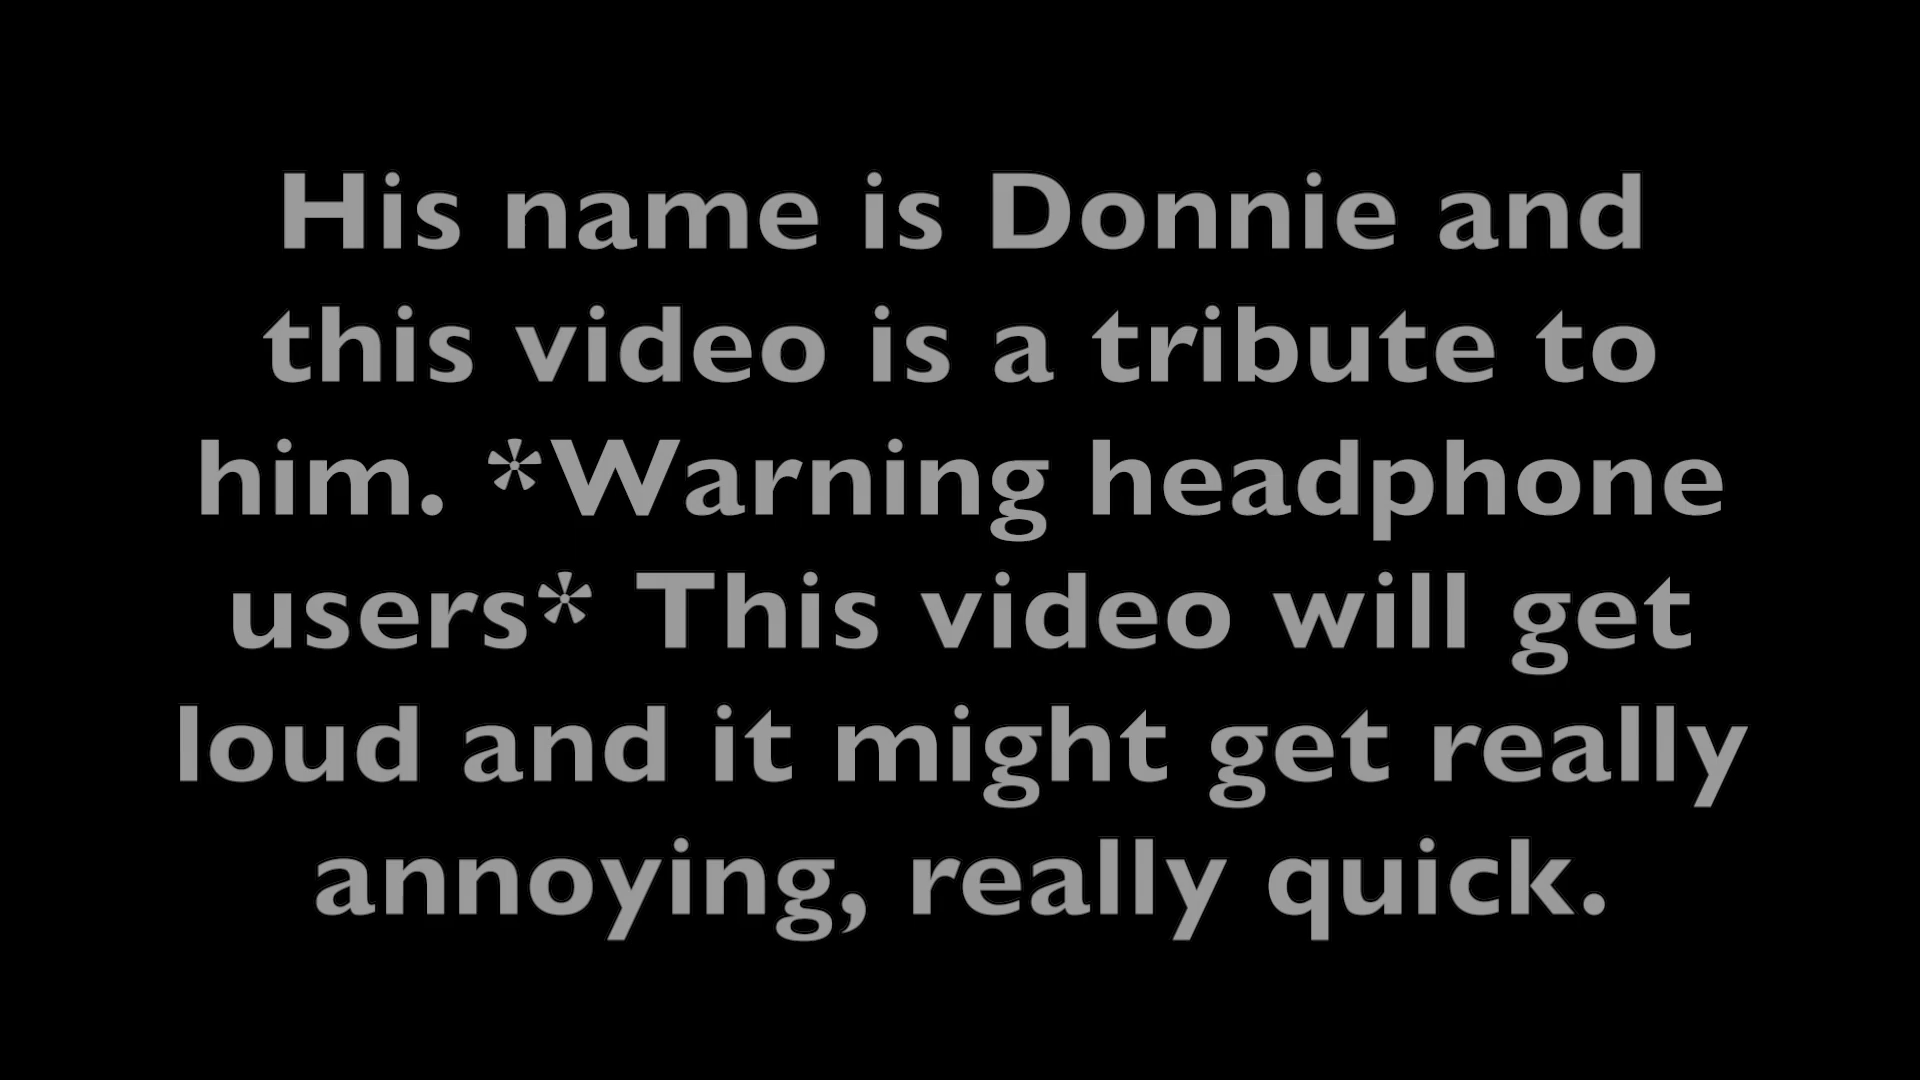 His name is Donnie and
this video is a tribute to
him. *Warning headphone
users* This video will get
loud and it might get really
annoying, really quick.